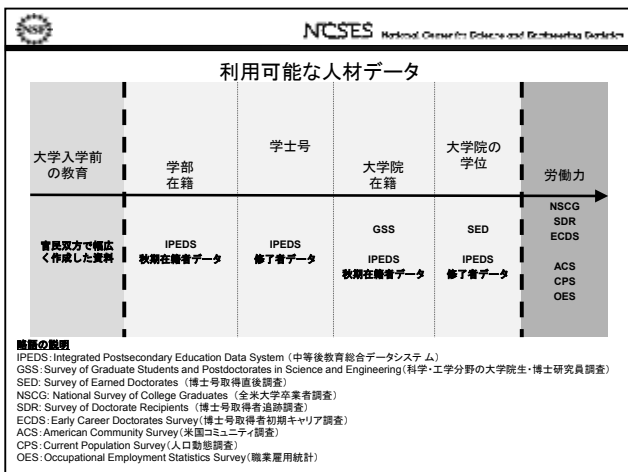 NSF
NCSES National Center for Science and Engineering Statistics
利用可能な人材データ
大学入学前
の教育
学部
在籍
学士号
大学院
在籍
大学院の
学位
労働力
官民双方で幅広
く作成した資料
IPEDS
秋期在籍者データ
IPEDS
修了者データ
GSS
IPEDS
秋期在籍者データ
SED
IPEDS
修了者データ
NSCG
SDR
ECDS
ACS
CPS
OES
略語の説明
IPEDS:Integrated Postsecondary Education Data System (中等後教育総合データシステム)
GSS:Survey of Graduate Students and Postdoctorates in Science and Engineering(科学・工学分野の大学院生・博士研究員調査)
SED: Survey of Earned Doctorates (博士号取得直後調査)
NSCG: National Survey of College Graduates (全米大学卒業者調査)
SDR:Survey of Doctorate Recipients (博士号取得者追跡調査)
ECDS:Early Career Doctorates Survey(博士号取得者初期キャリア調査)
ACS:American Community Survey(米国コミュニティ調査)
CPS:Current Population Survey(人口動態調査)
OES:Occupational Employment Statistics Survey(職業雇用統計)